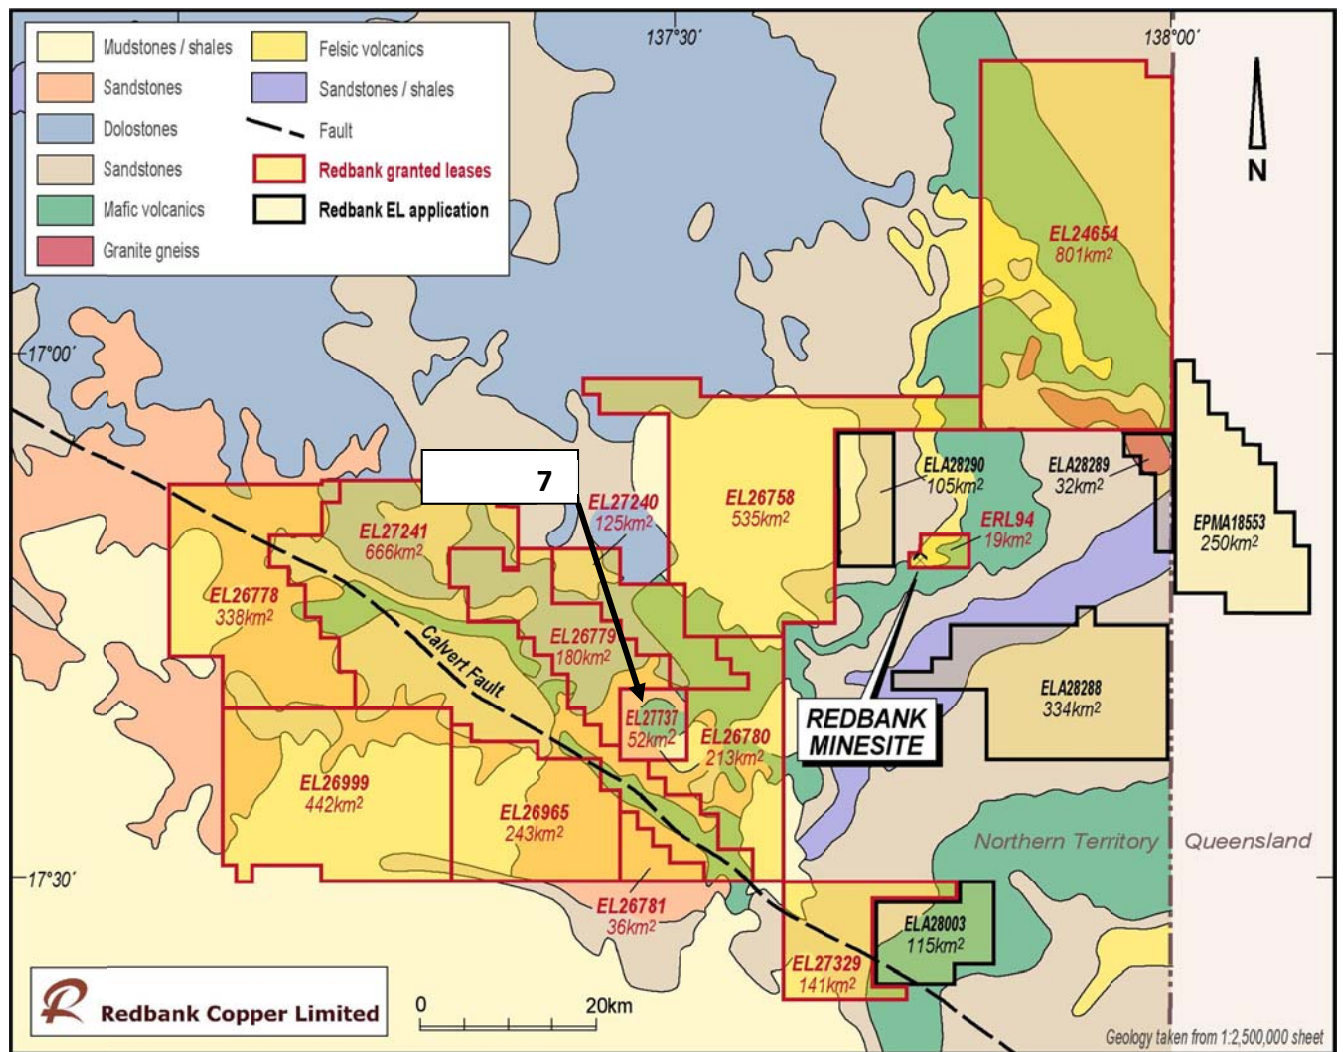 137°30´
138°00´
Mudstones / shales
Felsic volcanics
Sandstones
Sandstones / shales
Dolostones
Fault
Sandstones
Redbank granted leases
Mafic volcanics
Redbank EL application
Granite gneiss
N
EL24654
801km²
17°00´
7
EL27240
125km²
EL26758
535km²
ELA28290
105km²
ELA28289
32km²
EPMA18553
250km²
EL27241
666km²
ERL94
19km²
EL26778
338km²
EL26779
180km²
Calvert Fault
ELA28288
334km²
EL27737
52km²
EL26780
213km²
REDBANK
MINESITE
EL26999
442km²
EL26965
243km²
Northern Territory
Queensland
17°30´
EL26781
36km²
ELA28003
115km²
EL27329
141km²
R
Redbank Copper Limited
0
20km
Geology taken from 1:2,500,000 sheet